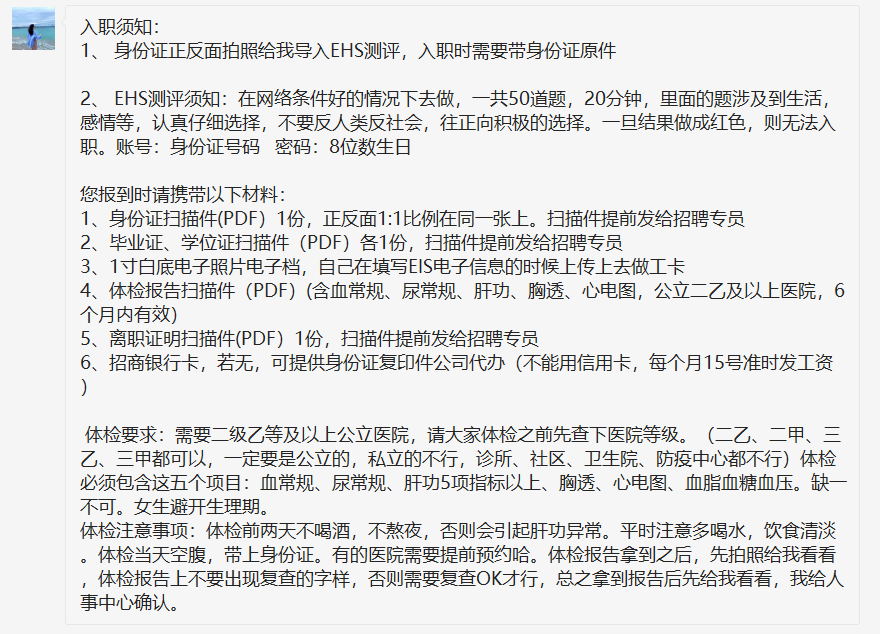 入职须知：
1、 身份证正反面拍照给我导入EHS测评，入职时需要带身份证原件
2、 EHS测评须知：在网络条件好的情况下去做，一共50道题，20分钟，里面的题涉及到生活，
感情等，认真仔细选择，不要反人类反社会，往正向积极的选择。一旦结果做成红色，则无法入
职。账号：身份证号码   密码：8位数生日
您报到时请携带以下材料：
1、身份证扫描件(PDF）1份，正反面1:1比例在同一张上。扫描件提前发给招聘专员
2、毕业证、学位证扫描件（PDF）各1份，扫描件提前发给招聘专员
3、1寸白底电子照片电子档，自己在填写EIS电子信息的时候上传上去做工卡
4、体检报告扫描件（PDF）(含血常规、尿常规、肝功、胸透、心电图，公立二乙及以上医院，6
个月内有效）
5、离职证明扫描件(PDF）1份，扫描件提前发给招聘专员
6、招商银行卡，若无，可提供身份证复印件公司代办（不能用信用卡，每个月15号准时发工资
）
体检要求：需要二级乙等及以上公立医院，请大家体检之前先查下医院等级。（二乙、二甲、三
乙、三甲都可以，一定要是公立的，私立的不行，诊所、社区、卫生院、防疫中心都不行）体检
必须包含这五个项目：血常规、尿常规、肝功5项指标以上、胸透、心电图、血脂血糖血压。缺一
不可。女生避开生理期。
体检注意事项：体检前两天不喝酒，不熬夜，否则会引起肝功异常。平时注意多喝水，饮食清淡
。体检当天空腹，带上身份证。有的医院需要提前预约哈。体检报告拿到之后，先拍照给我看看
，体检报告上不要出现复查的字样，否则需要复查OK才行，总之拿到报告后先给我看看，我给人
事中心确认。